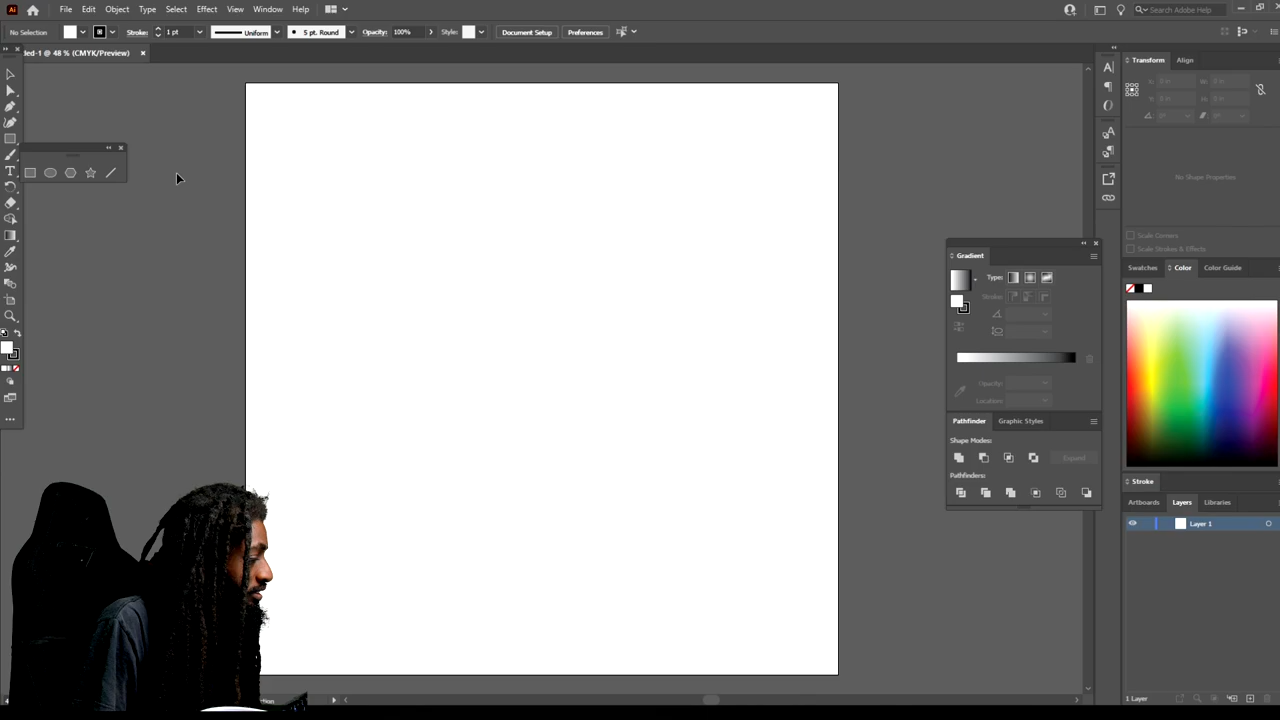 Ai File Edit Object Type Select Effect View Window Help Search Adobe Help
No Selection Stroke: 1 pt Uniform 5 pt. Round Opacity: 100% Style: Document Setup Preferences
ded-1 @ 48 % (CMYK/Preview)
Transform Align
No Shape Properties
Scale Corners
Scale Strokes & Effects
Gradient
Type:
Stroke:
Opacity:
Location:
Swatches Color Color Guide
Pathfinder Graphic Styles
Shape Modes:
Expand
Pathfinders:
Stroke
Artboards Layers Libraries
Layer 1
1 Layer